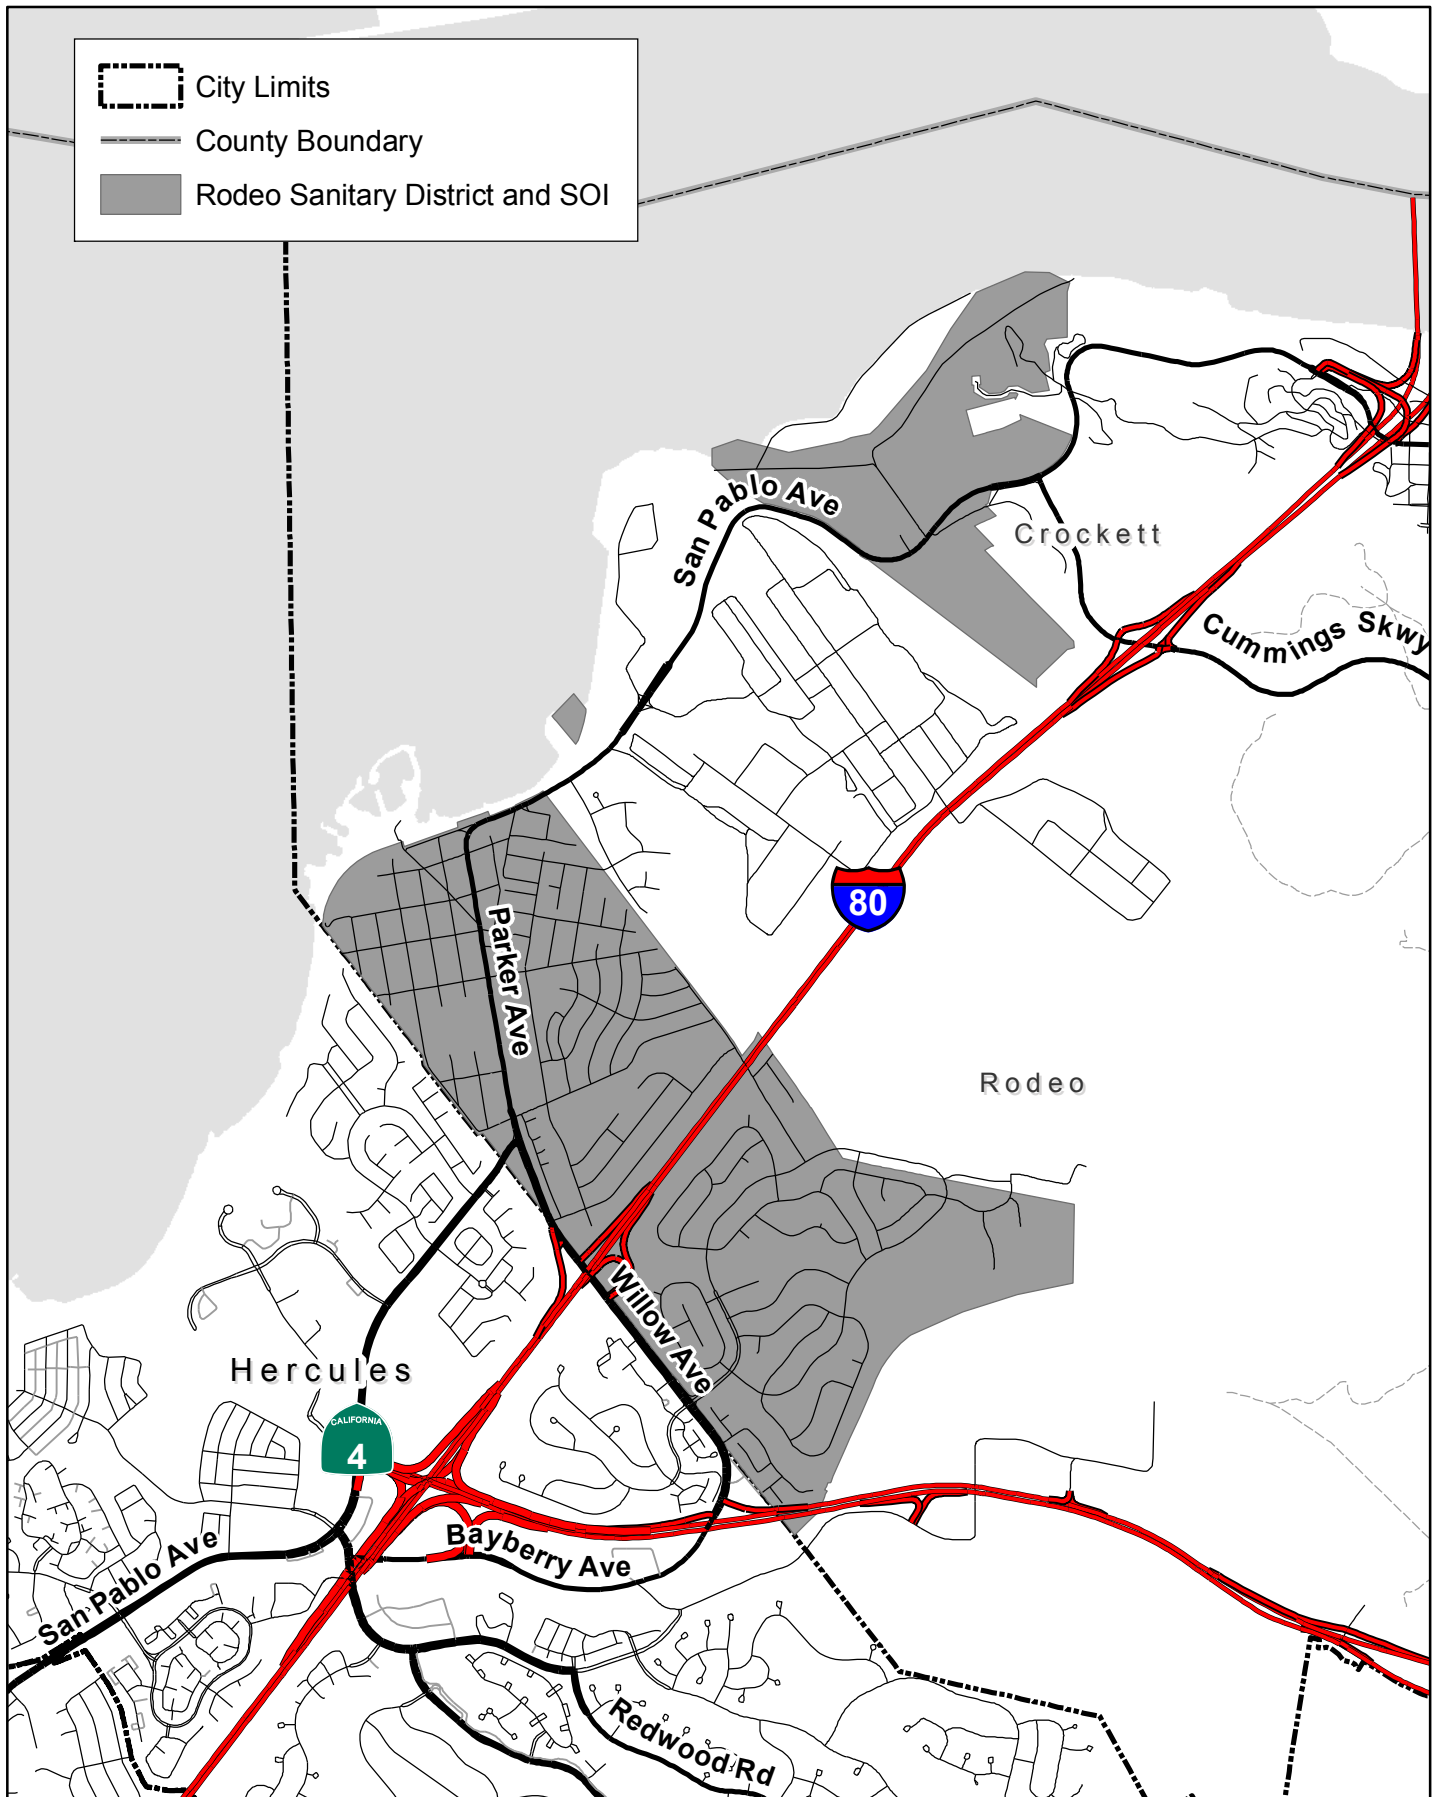 City Limits
County Boundary
Rodeo Sanitary District and SOI
San Pablo Ave
Crockett
Cummings Skwy
80
Parker Ave
Rodeo
Willow Ave
Hercules
CALIFORNIA
4
Bayberry Ave
San Pablo Ave
Redwood Rd